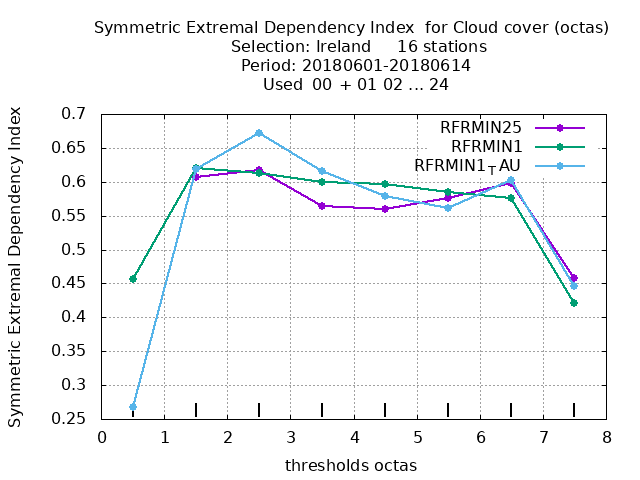 Symmetric Extremal Dependency Index for Cloud cover (octas)
Selection: Ireland 16 stations
Period: 20180601-20180614
Used 00 + 01 02 ... 24
Symmetric Extremal Dependency Index
0.7
0.65
0.6
0.55
0.5
0.45
0.4
0.35
0.3
0.25
RFRMIN25
RFRMIN1
RFRMIN1TAU
0 1 2 3 4 5 6 7 8
thresholds octas